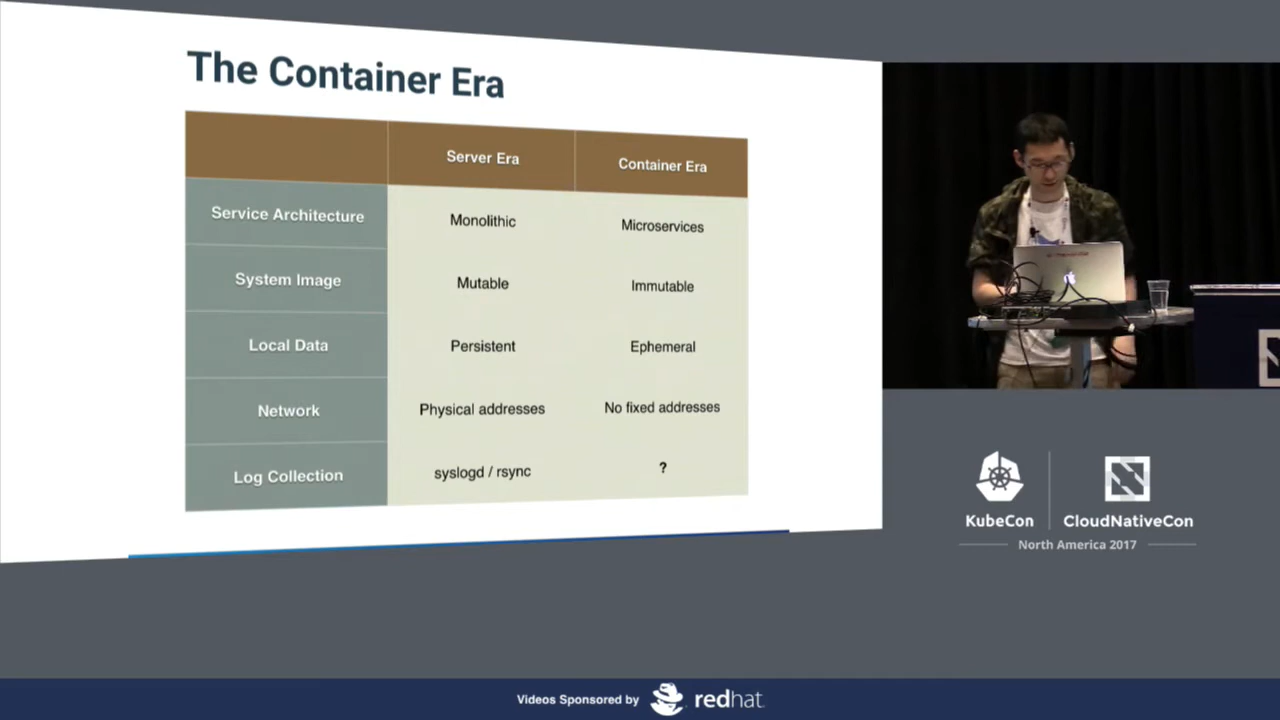 The Container Era
Server Era
Container Era
Service Architecture
Monolithic
Microservices
System Image
Mutable
Immutable
Local Data
Persistent
Ephemeral
Network
Physical addresses
No fixed addresses
Log Collection
syslogd / rsync
?
KubeCon
CloudNativeCon
North America 2017
Videos Sponsored by
redhat.